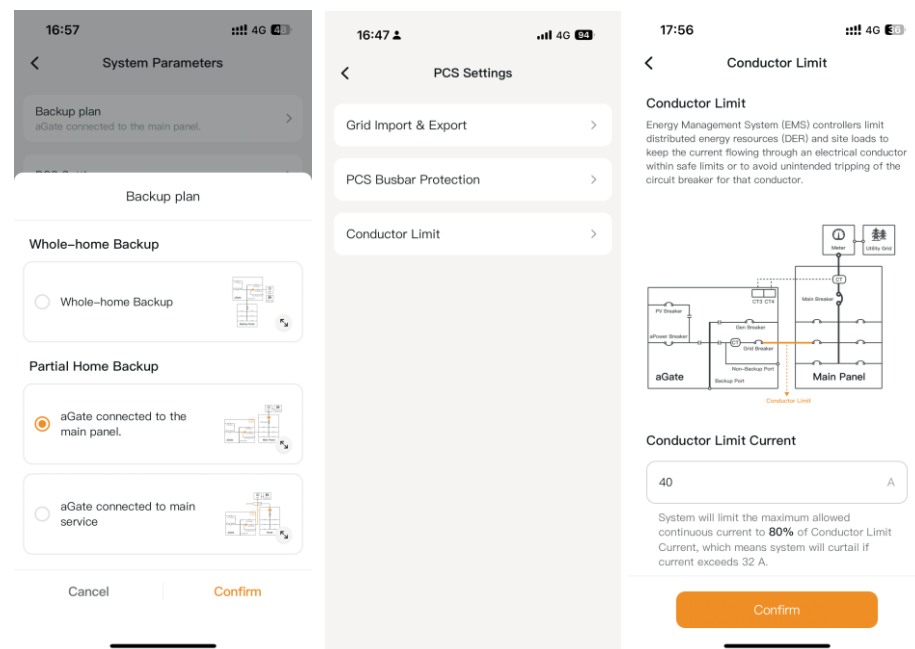 16:57
4G 48
System Parameters
Backup plan
aGate connected to the main panel.
Backup plan
Whole-home Backup
Whole-home Backup
Partial Home Backup
aGate connected to the
main panel.
aGate connected to main
service
Cancel
Confirm
16:47
4G 94
PCS Settings
Grid Import & Export
PCS Busbar Protection
Conductor Limit
17:56
4G 36
Conductor Limit
Conductor Limit
Energy Management System (EMS) controllers limit
distributed energy resources (DER) and site loads to
keep the current flowing through an electrical conductor
within safe limits or to avoid unintended tripping of the
circuit breaker for that conductor.
Meter
Utility Grid
CT
CT3 CT4
Main Breaker
PV Breaker
Gen Breaker
aPower Breaker
CT
Grid Breaker
Non-Backup Port
aGate
Backup Port
Main Panel
Conductor Limit
Conductor Limit Current
40
A
System will limit the maximum allowed
continuous current to 80% of Conductor Limit
Current, which means system will curtail if
current exceeds 32 A.
Confirm